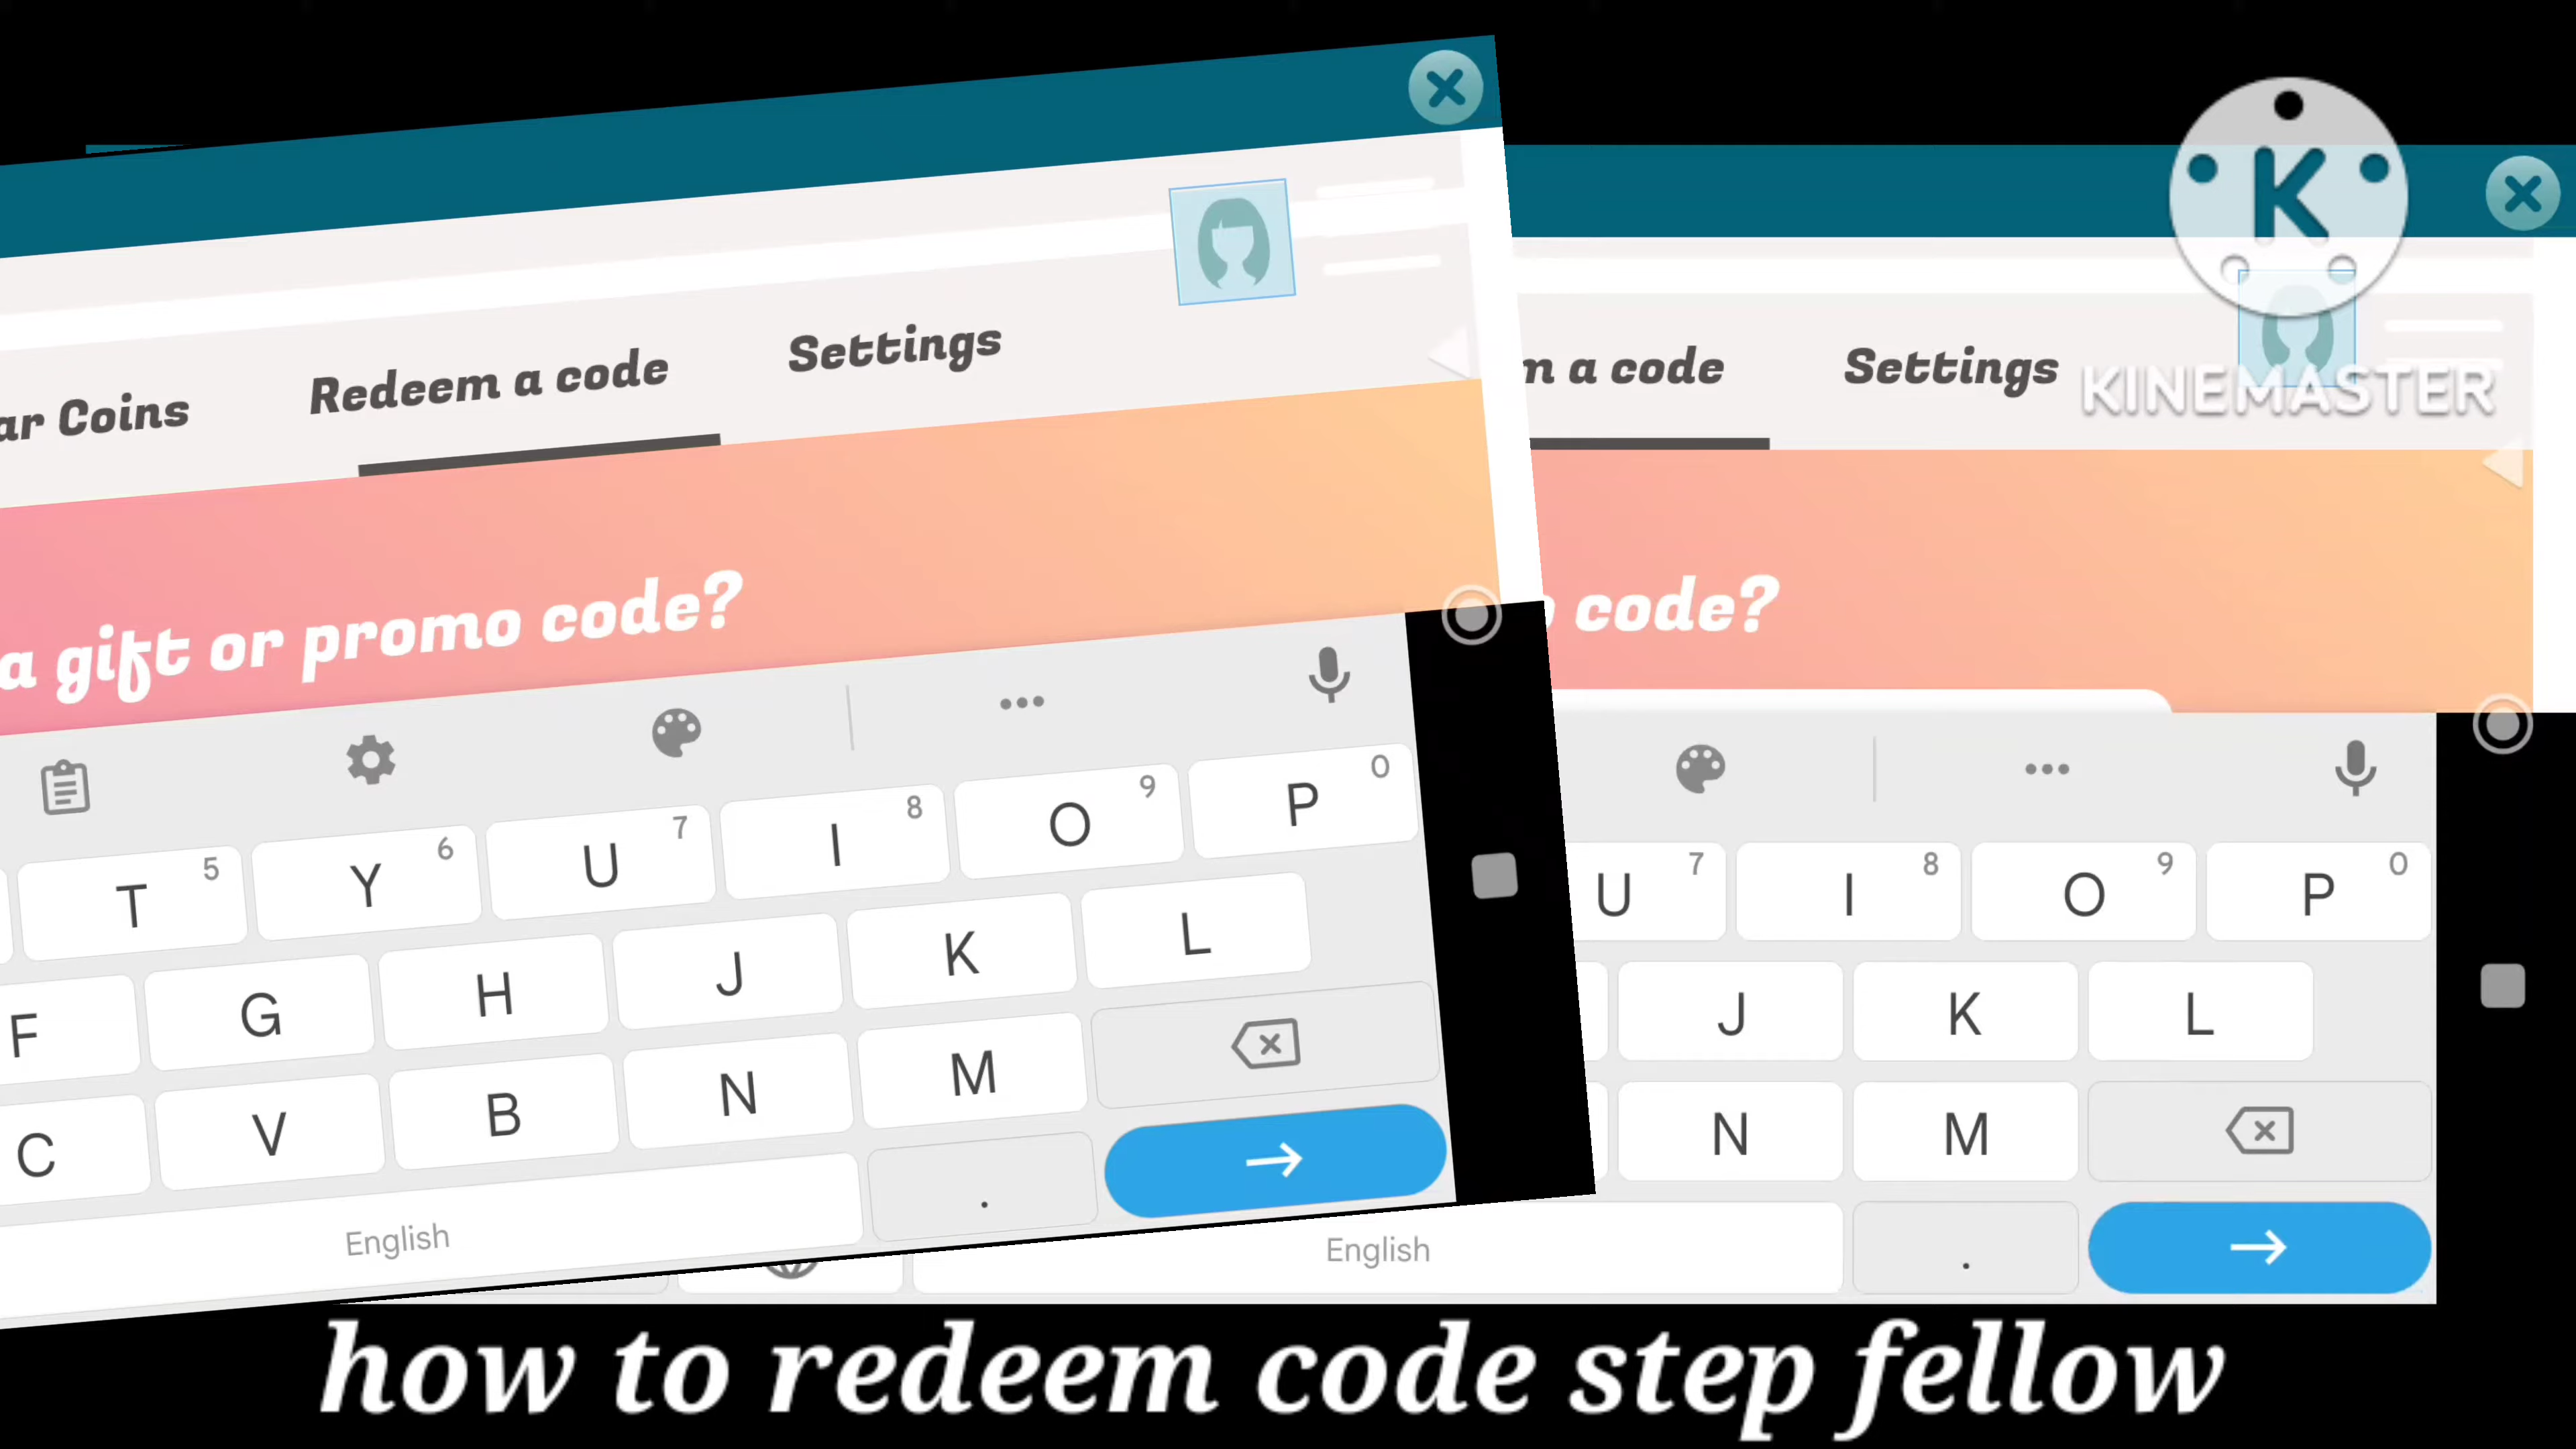 K
KINEMASTER
ar Coins Redeem a code Settings
m a code Settings
a gift or promo code?
code?
T 5 Y 6 U 7 I 8 O 9 P 0
F G H J K L
C V B N M
English .
U 7 I 8 O 9 P 0
J K L
N M
English .
how to redeem code step fellow